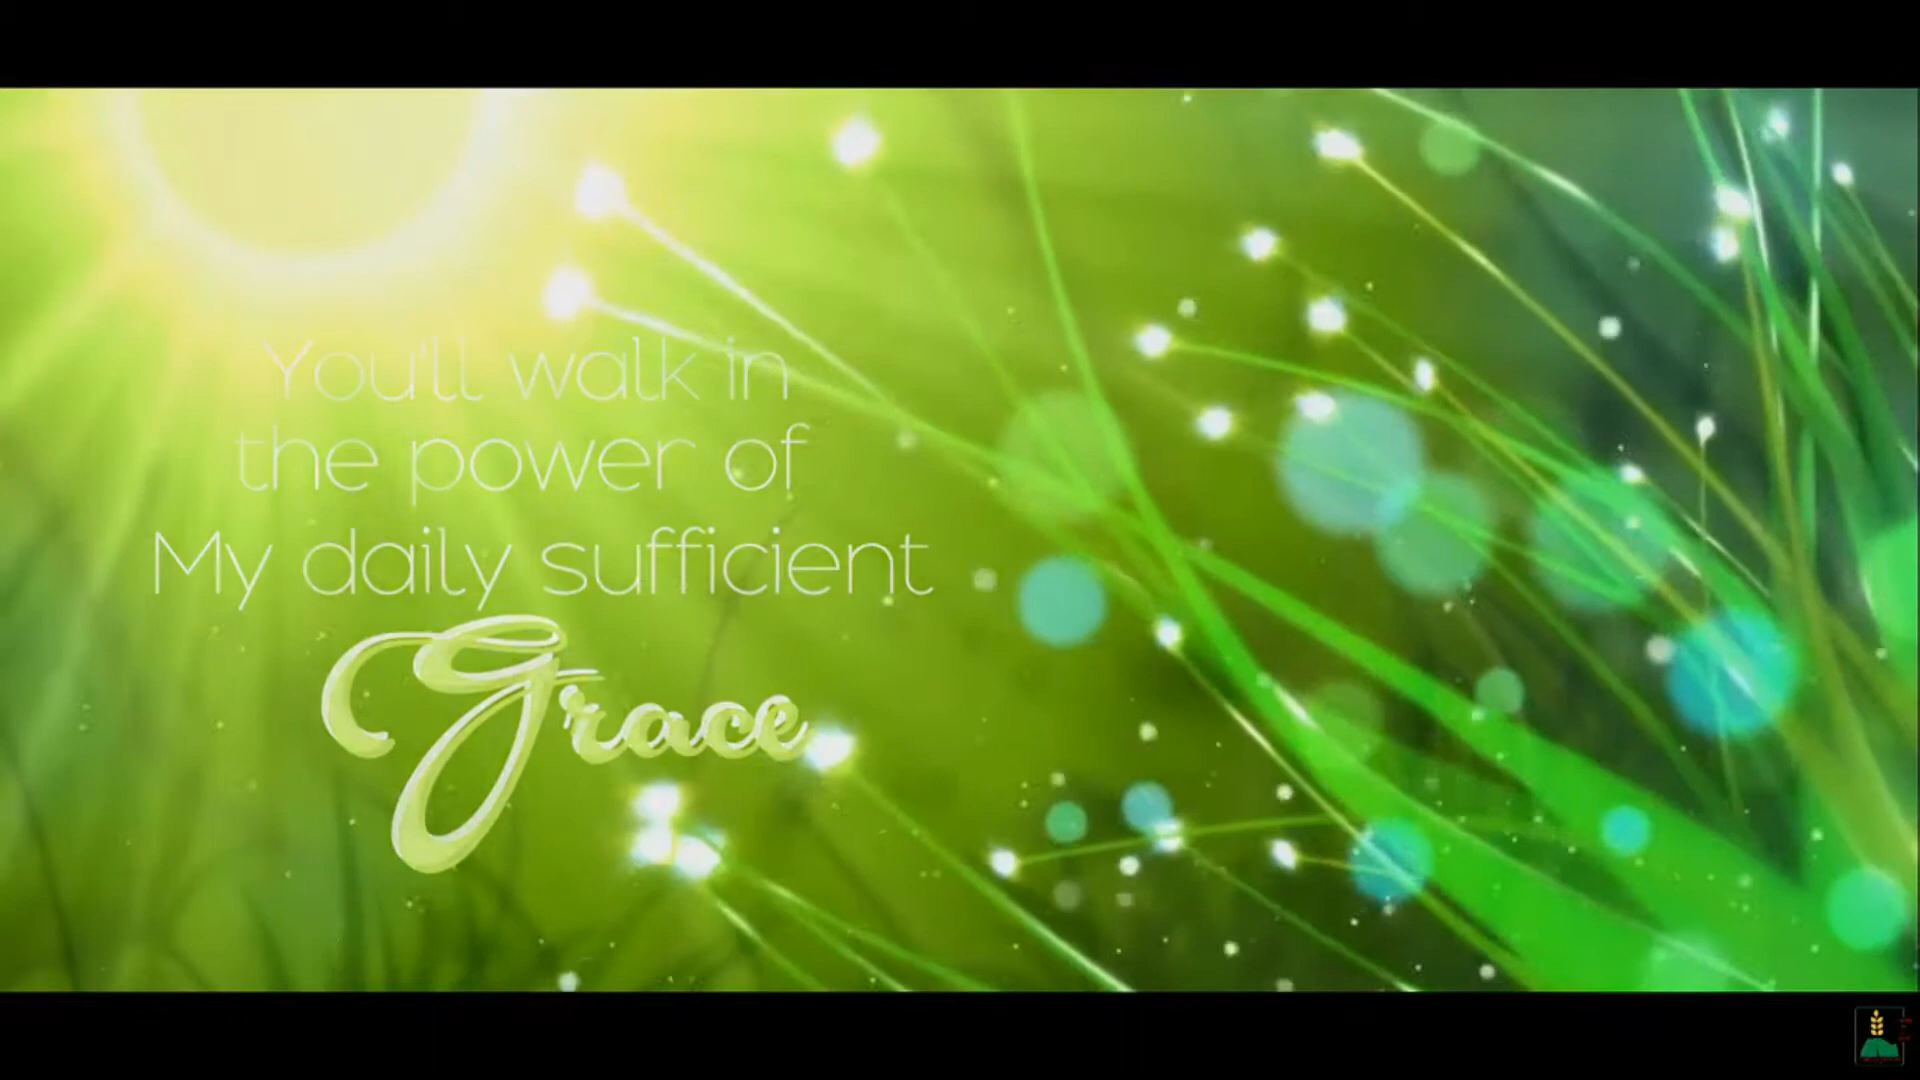 You'll walk in
the power of
My daily sufficient
Grace